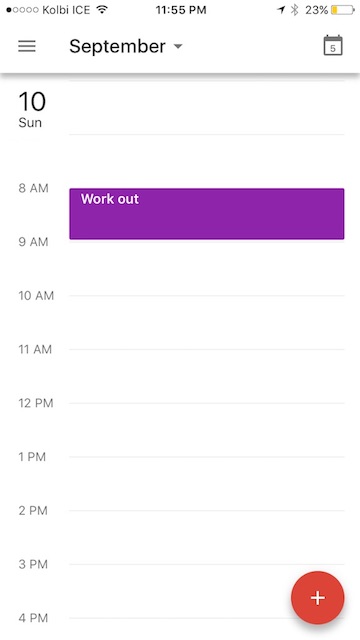 Kolbi ICE 11:55 PM 23%
September 5
10
Sun
8 AM
Work out
9 AM
10 AM
11 AM
12 PM
1 PM
2 PM
3 PM
+
4 PM